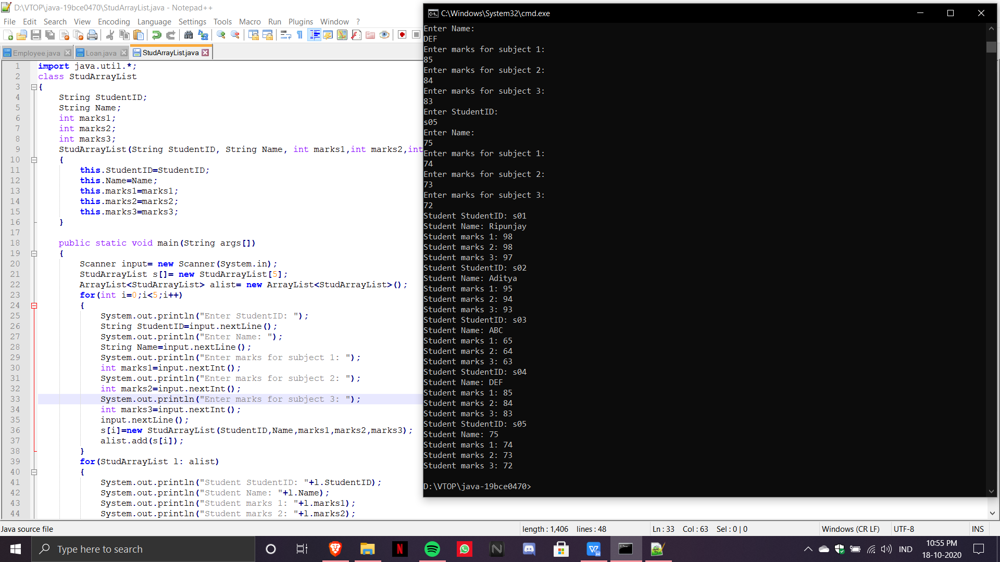 D:\VTOP\java-19bce0470\StudArrayList.java - Notepad++
File Edit Search View Encoding Language Settings Tools Macro Run Plugins Window ?
Employee.java Loan.java StudArrayList.java
1 import java.util.*;
2 class StudArrayList
3 {
4 String StudentID;
5 String Name;
6 int marks1;
7 int marks2;
8 int marks3;
9 StudArrayList(String StudentID, String Name, int marks1,int marks2,int
10 {
11 this.StudentID=StudentID;
12 this.Name=Name;
13 this.marks1=marks1;
14 this.marks2=marks2;
15 this.marks3=marks3;
16 }
17
18 public static void main(String args[])
19 {
20 Scanner input= new Scanner(System.in);
21 StudArrayList s[]= new StudArrayList[5];
22 ArrayList<StudArrayList> alist= new ArrayList<StudArrayList>();
23 for(int i=0;i<5;i++)
24 {
25 System.out.println("Enter StudentID: ");
26 String StudentID=input.nextLine();
27 System.out.println("Enter Name: ");
28 String Name=input.nextLine();
29 System.out.println("Enter marks for subject 1: ");
30 int marks1=input.nextInt();
31 System.out.println("Enter marks for subject 2: ");
32 int marks2=input.nextInt();
33 System.out.println("Enter marks for subject 3: ");
34 int marks3=input.nextInt();
35 input.nextLine();
36 s[i]=new StudArrayList(StudentID,Name,marks1,marks2,marks3);
37 alist.add(s[i]);
38 }
39 for(StudArrayList l: alist)
40 {
41 System.out.println("Student StudentID: "+l.StudentID);
42 System.out.println("Student Name: "+l.Name);
43 System.out.println("Student marks 1: "+l.marks1);
44 System.out.println("Student marks 2: "+l.marks2);
C:\Windows\System32\cmd.exe
Enter Name:
DEF
Enter marks for subject 1:
85
Enter marks for subject 2:
84
Enter marks for subject 3:
83
Enter StudentID:
s05
Enter Name:
75
Enter marks for subject 1:
74
Enter marks for subject 2:
73
Enter marks for subject 3:
72
Student StudentID: s01
Student Name: Ripunjay
Student marks 1: 98
Student marks 2: 98
Student marks 3: 97
Student StudentID: s02
Student Name: Aditya
Student marks 1: 95
Student marks 2: 94
Student marks 3: 93
Student StudentID: s03
Student Name: ABC
Student marks 1: 65
Student marks 2: 64
Student marks 3: 63
Student StudentID: s04
Student Name: DEF
Student marks 1: 85
Student marks 2: 84
Student marks 3: 83
Student StudentID: s05
Student Name: 75
Student marks 1: 74
Student marks 2: 73
Student marks 3: 72
D:\VTOP\java-19bce0470>
Java source file length : 1,406 lines : 48 Ln : 33 Col : 63 Sel : 0 | 0 Windows (CR LF) UTF-8 INS
Type here to search
IND
10:55 PM
18-10-2020